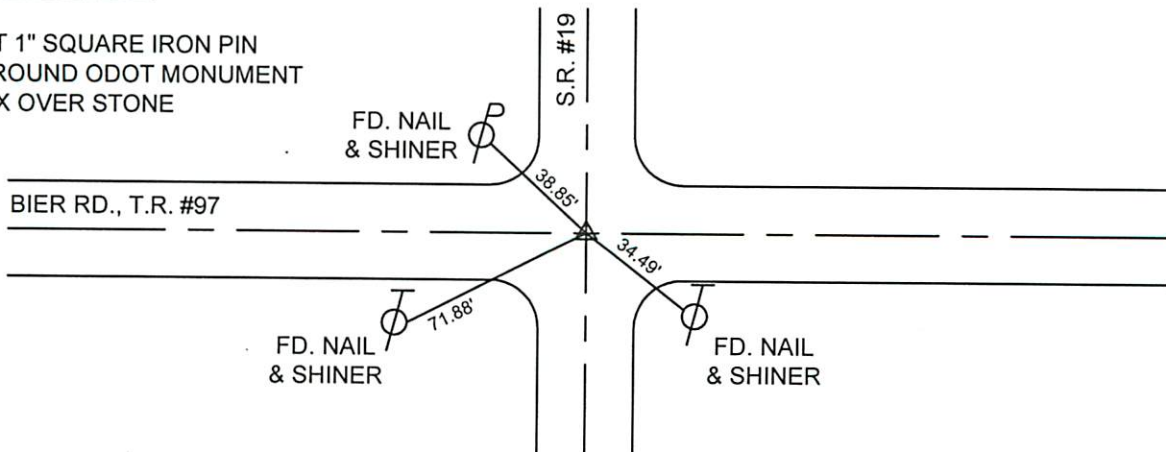 T 1" SQUARE IRON PIN
ROUND ODOT MONUMENT
X OVER STONE
S.R. #19
FD. NAIL
& SHINER
P
38.85'
BIER RD., T.R. #97
34.49'
71.88'
T
T
FD. NAIL
& SHINER
FD. NAIL
& SHINER